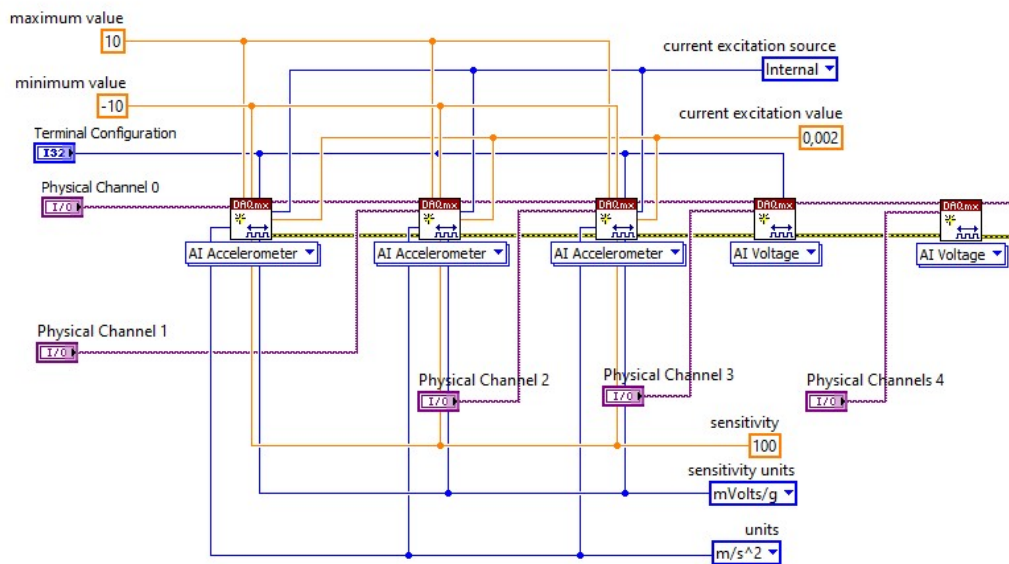 maximum value
10
current excitation source
Internal
minimum value
-10
current excitation value
0,002
Terminal Configuration
I32
Physical Channel 0
I/O
DAQmx
DAQmx
DAQmx
DAQmx
DAQmx
AI Accelerometer
AI Accelerometer
AI Accelerometer
AI Voltage
AI Voltage
Physical Channel 1
I/O
Physical Channel 2
I/O
Physical Channel 3
I/O
Physical Channels 4
I/O
sensitivity
100
sensitivity units
mVolts/g
units
m/s^2